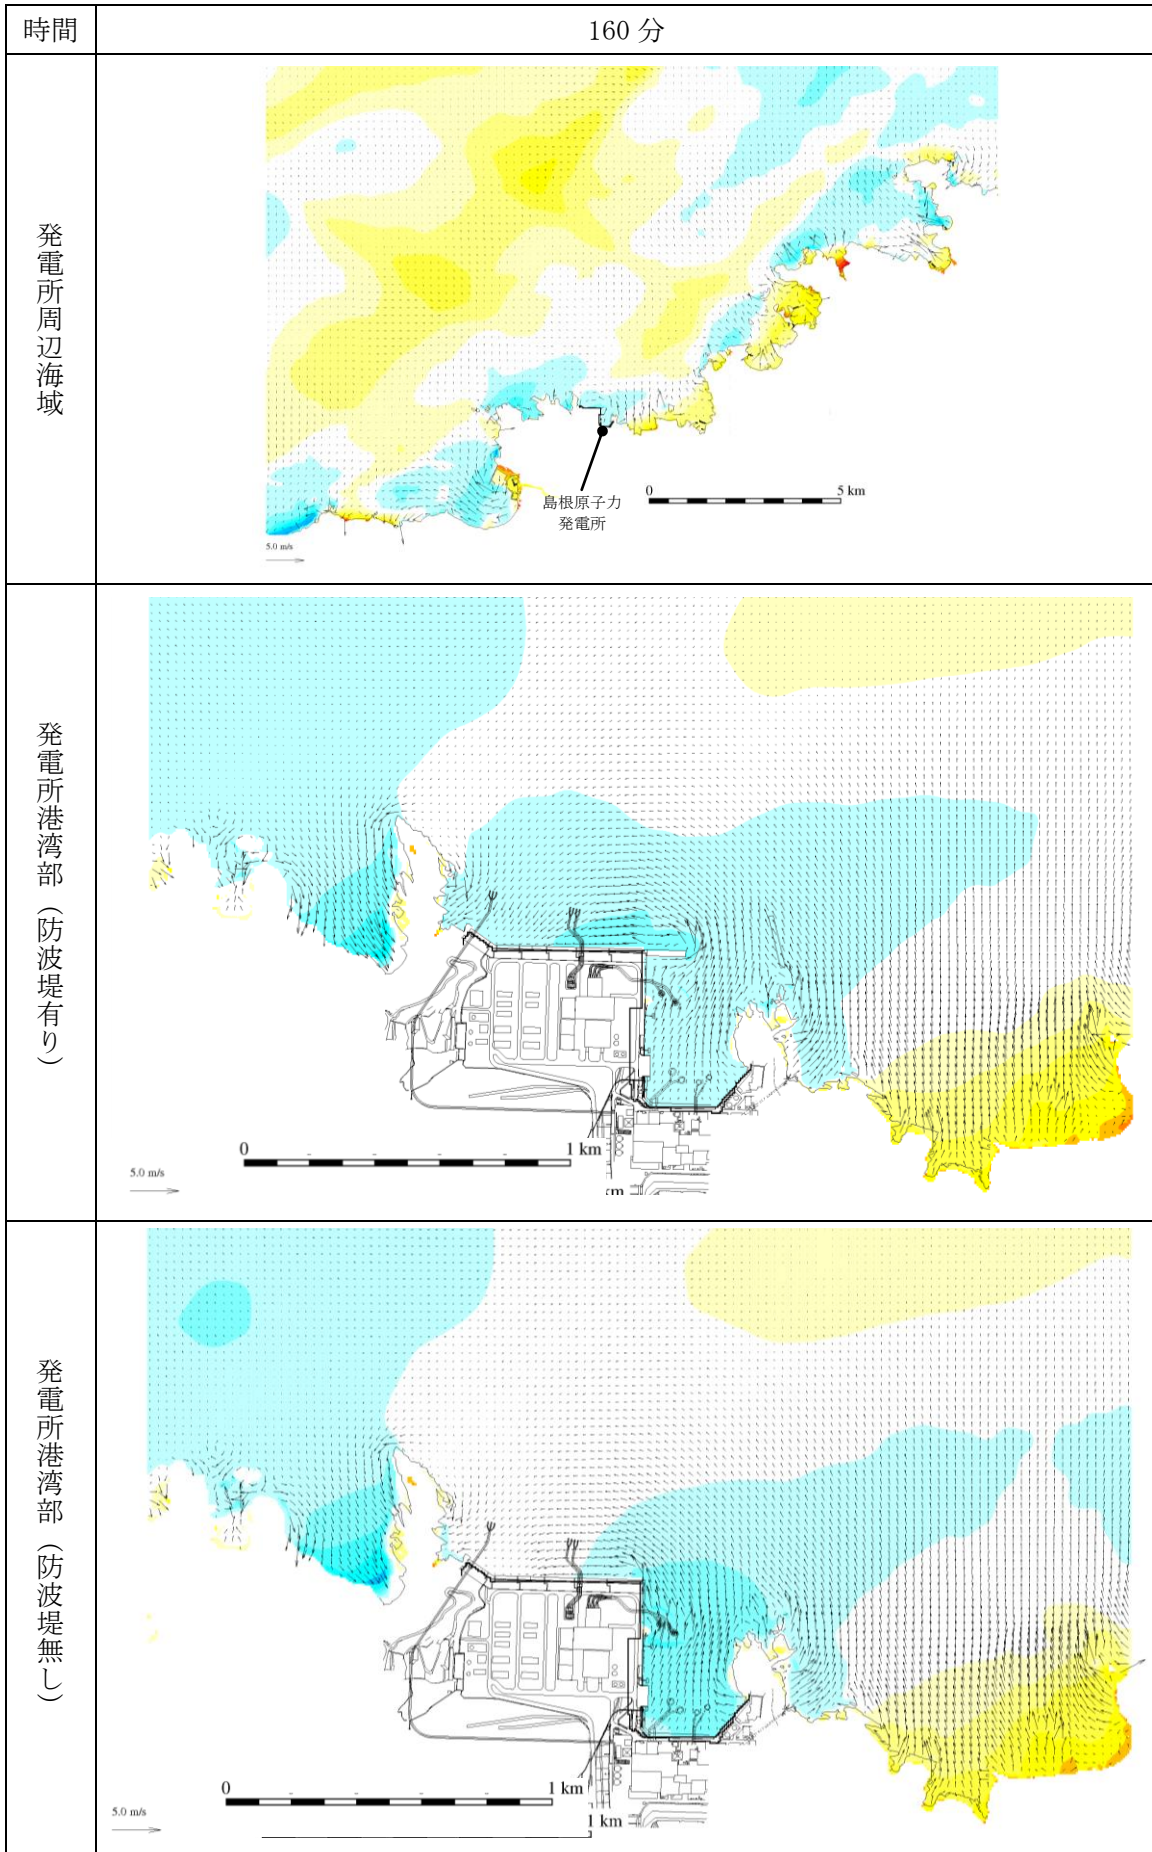 時間
160 分
発電所周辺海域
島根原子力
発電所
0
5 km
5.0 m/s
発電所港湾部（防波堤有り）
0
1 km
5.0 m/s
km
発電所港湾部（防波堤無し）
0
1 km
5.0 m/s
1 km